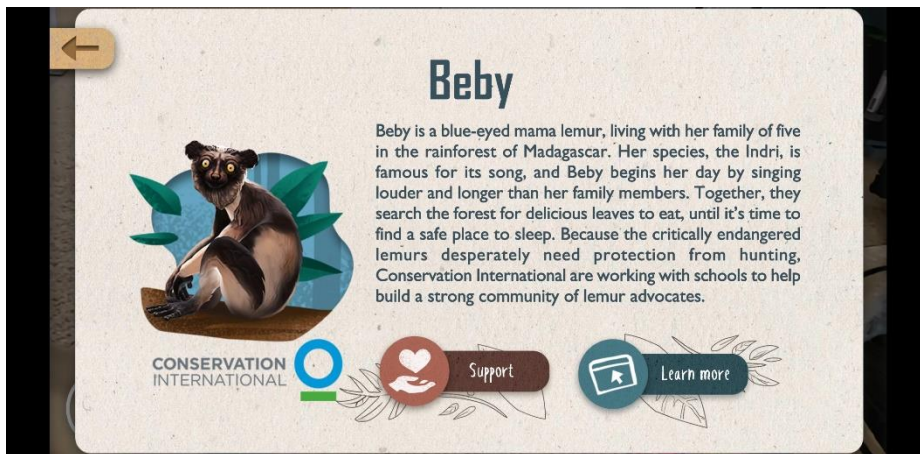 Beby
Beby is a blue-eyed mama lemur, living with her family of five
in the rainforest of Madagascar. Her species, the Indri, is
famous for its song, and Beby begins her day by singing
louder and longer than her family members. Together, they
search the forest for delicious leaves to eat, until it's time to
find a safe place to sleep. Because the critically endangered
lemurs desperately need protection from hunting,
Conservation International are working with schools to help
build a strong community of lemur advocates.
CONSERVATION
INTERNATIONAL
Support
Learn more